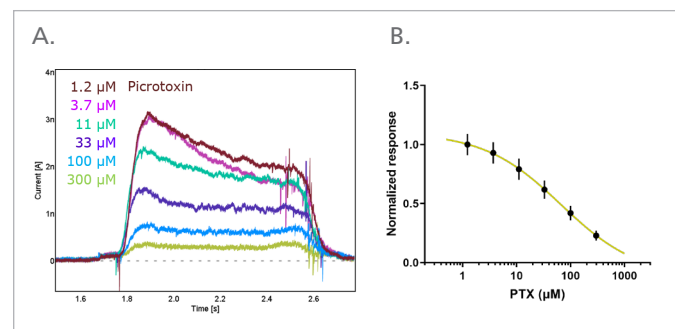 A.
B.
4n
3n
2n
1n
0
Current [A]
1.2 µM Picrotoxin
3.7 µM
11 µM
33 µM
100 µM
300 µM
1.6 1.8 2.0 2.2 2.4 2.6
Time [s]
1.5
1.0
0.5
0.0
Normalized response
1 10 100 1000
PTX (µM)